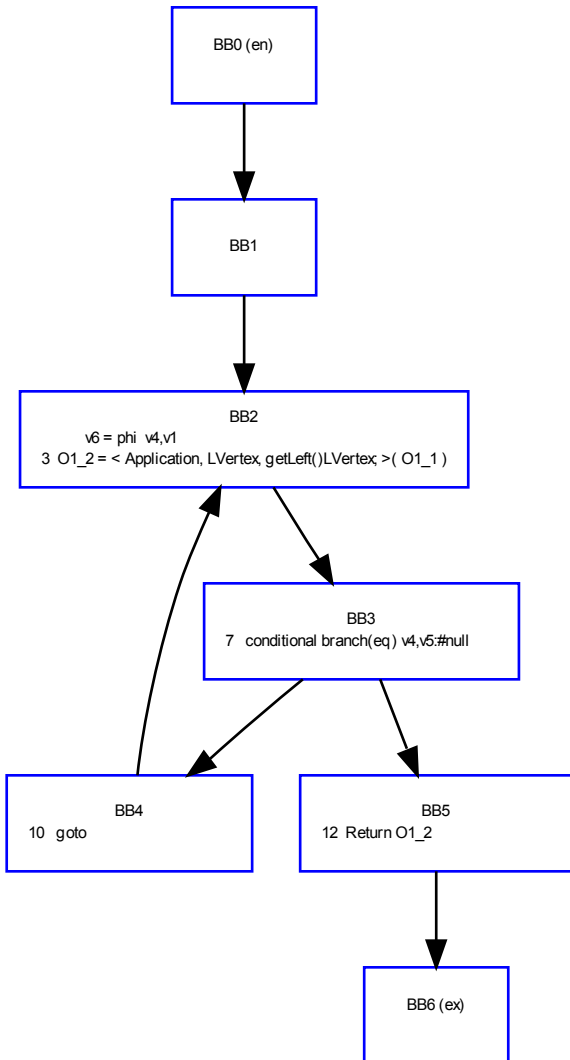 BB0 (en)
BB1
BB2
v6 = phi v4,v1
3 O1_2 = < Application, LVertex, getLeft()LVertex; >( O1_1 )
BB3
7 conditional branch(eq) v4,v5:#null
BB4
10 goto
BB5
12 Return O1_2
BB6 (ex)